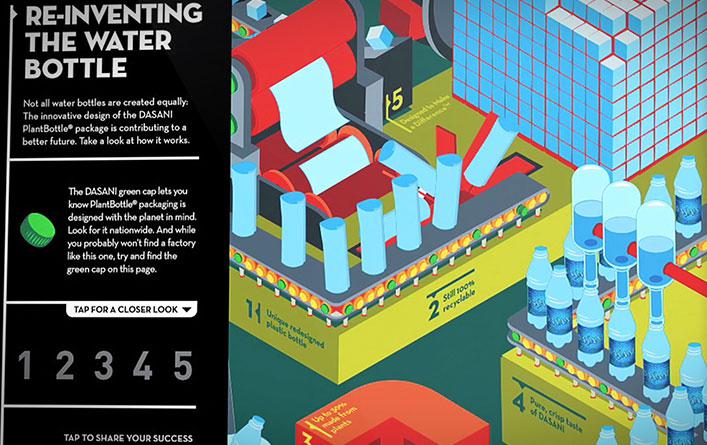 RE-INVENTING
THE WATER
BOTTLE
Not all water bottles are created equally:
The innovative design of the DASANI
PlantBottle® package is contributing to a
better future. Take a look at how it works.
The DASANI green cap lets you
know PlantBottle® packaging is
designed with the planet in mind.
Look for it nationwide. And while
you probably won't find a factory
like this one, try and find the
green cap on this page.
TAP FOR A CLOSER LOOK
1 2 3 4 5
TAP TO SHARE YOUR SUCCESS
5
Designed to Make
a Difference™
1
Unique redesigned
plastic bottle
2
Still 100%
recyclable
3
Up to 30%
made from
plants
4
Pure, crisp taste
of DASANI